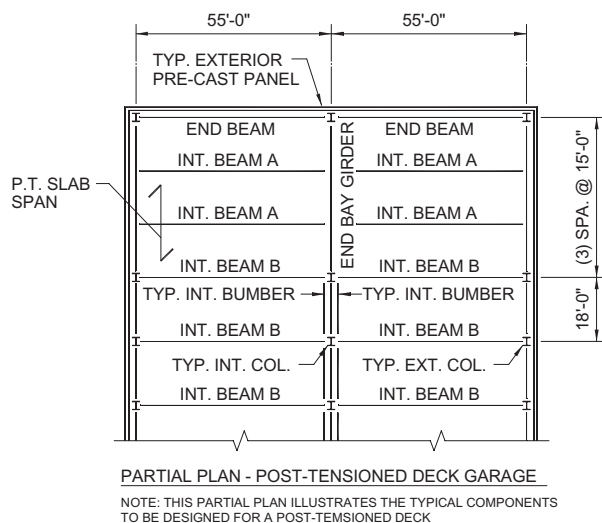 55'-0"
55'-0"
TYP. EXTERIOR
PRE-CAST PANEL
END BEAM
END BEAM
INT. BEAM A
INT. BEAM A
P.T. SLAB
SPAN
END BAY GIRDER
INT. BEAM A
INT. BEAM A
(3) SPA. @ 15'-0"
INT. BEAM B
INT. BEAM B
TYP. INT. BUMBER
TYP. INT. BUMBER
18'-0"
INT. BEAM B
INT. BEAM B
TYP. INT. COL.
TYP. EXT. COL.
INT. BEAM B
INT. BEAM B
PARTIAL PLAN - POST-TENSIONED DECK GARAGE
NOTE: THIS PARTIAL PLAN ILLUSTRATES THE TYPICAL COMPONENTS
TO BE DESIGNED FOR A POST-TEMSIONED DECK